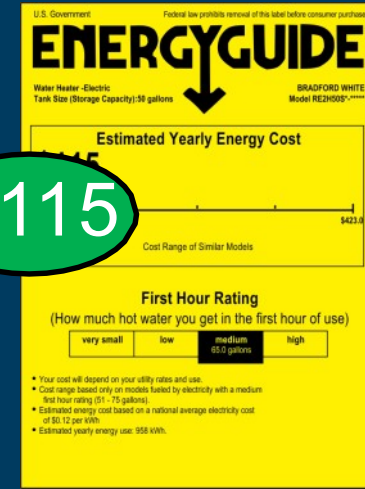 U.S. Government Federal law prohibits removal of this label before consumer purchase
ENERGYGUIDE
Water Heater -Electric
Tank Size (Storage Capacity):50 gallons
BRADFORD WHITE
Model RE2H50S*-*****
Estimated Yearly Energy Cost
115
$423.0
Cost Range of Similar Models
First Hour Rating
(How much hot water you get in the first hour of use)
very small low medium high
65.0 gallons
• Your cost will depend on your utility rates and use.
• Cost range based only on models fueled by electricity with a medium
first hour rating (51 - 75 gallons).
• Estimated energy cost based on a national average electricity cost
of $0.12 per kWh
• Estimated yearly energy use: 958 kWh.